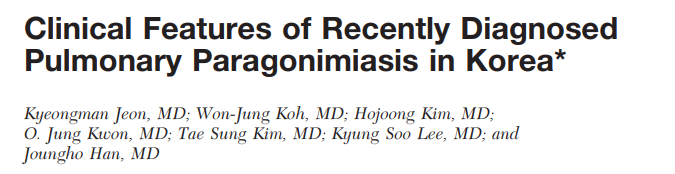 Clinical Features of Recently Diagnosed
Pulmonary Paragonimiasis in Korea*
Kyeongman Jeon, MD; Won-Jung Koh, MD; Hojoong Kim, MD;
O. Jung Kwon, MD; Tae Sung Kim, MD; Kyung Soo Lee, MD; and
Joungho Han, MD